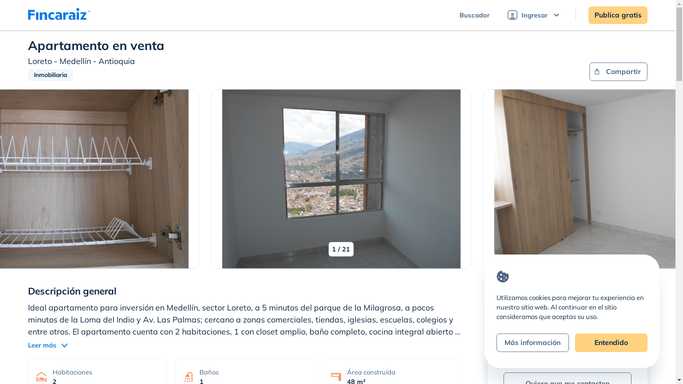 Fincaraiz
Buscador
Ingresar
Publica gratis
Apartamento en venta
Loreto - Medellín - Antioquia
Inmobiliaria
Compartir
1 / 21
Descripción general
Ideal apartamento para inversión en Medellín, sector Loreto, a 5 minutos del parque de la Milagrosa, a pocos
minutos de la Loma del Indio y Av. Las Palmas; cercano a zonas comerciales, tiendas, iglesias, escuelas, colegios y
entre otros. El apartamento cuenta con 2 habitaciones, 1 con closet amplio, baño completo, cocina integral abierto ...
Leer más
Habitaciones
2
Baños
1
Área construida
48 m²
Utilizamos cookies para mejorar tu experiencia en
nuestro sitio web. Al continuar en el sitio
consideramos que aceptas su uso.
Más información
Entendido
Quiero que me contacten